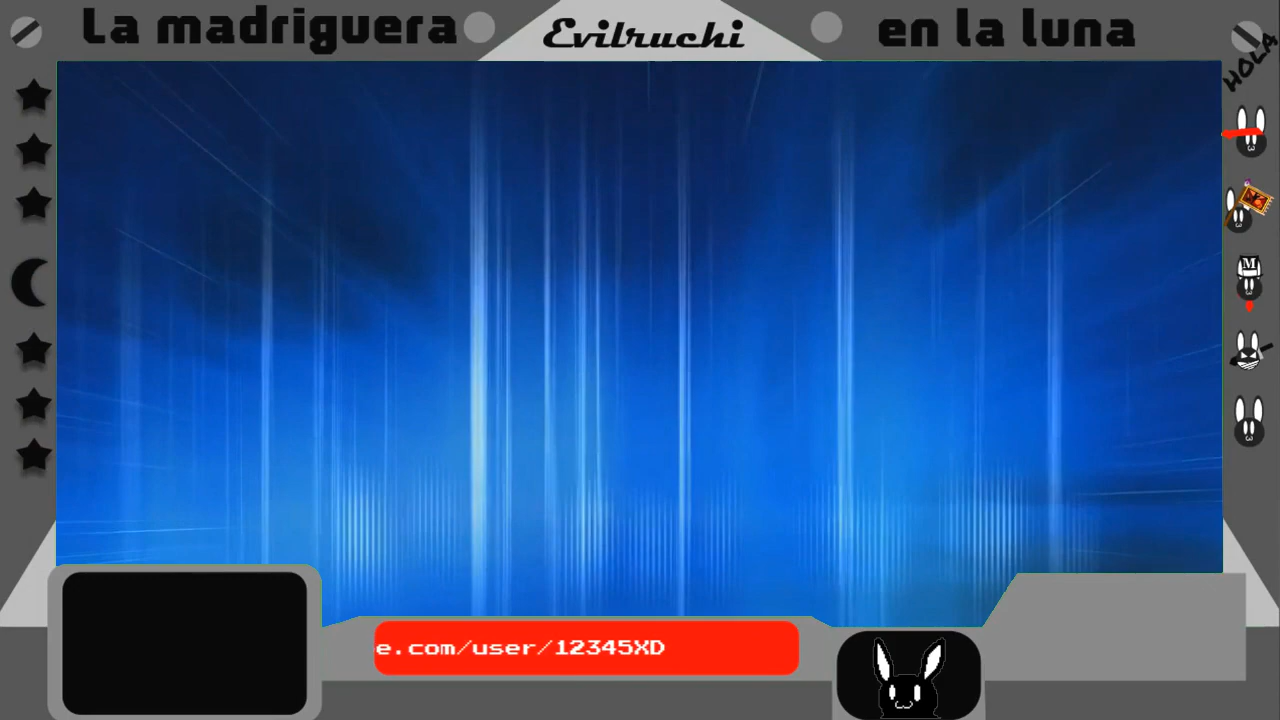 La madriguera
Evilruchi
en la luna
HOLA
M
e.com/user/12345XD